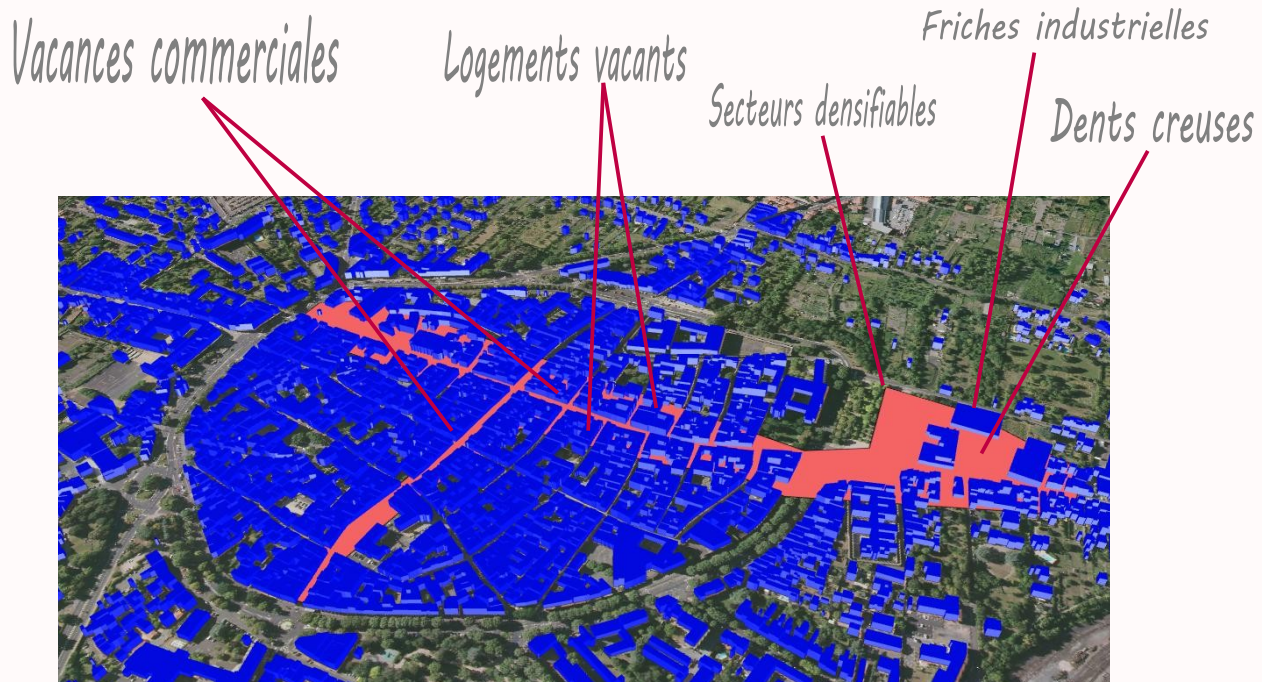 Vacances commerciales
Logements vacants
Secteurs densifiables
Friches industrielles
Dents creuses